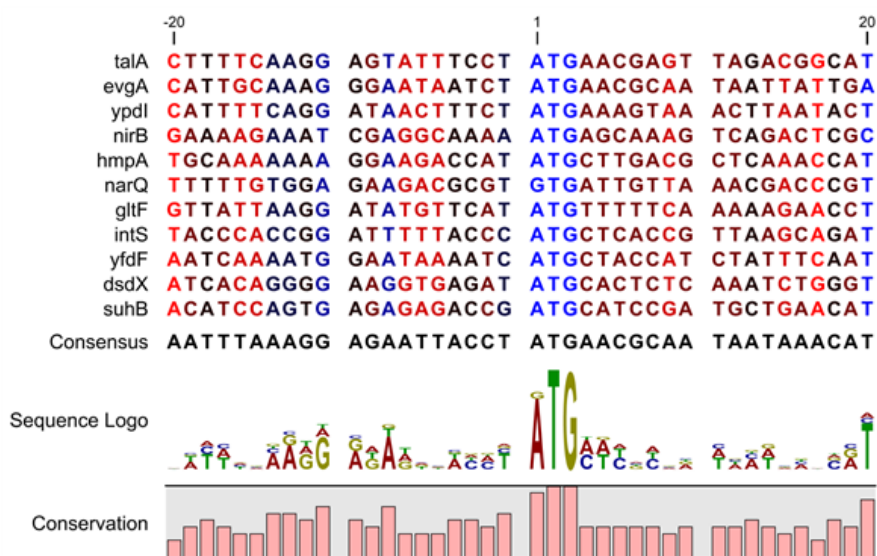 -20 1 20
talA CTTTTCAAGG AGTATTTCCT ATGAACGAGT TAGACGGCAT
evgA CATTGCAAAG GGAATAATCT ATGAACGCAA TAATTATTGA
ypdI CATTTTCAGG ATAACTTTCT ATGAAAGTAA ACTTAATACT
nirB GAAAAGAAAT CGAGGCAAAA ATGAGCAAAG TCAGACTCGC
hmpA TGCAAAAAAA GGAAGACCAT ATGCTTGACG CTCAAACCAT
narQ TTTTTGTGGA GAAGACGCGT GTGATTGTTA AACGACCCGT
gltF GTTATTAAGG ATATGTTCAT ATGTTTTTCA AAAAGAACCT
intS TACCCACCGG ATTTTTACCC ATGCTCACCG TTAAGCAGAT
yfdF AATCAAAATG GAATAAAATC ATGCTACCAT CTATTTCAAT
dsdX ATCACAGGGG AAGGTGAGAT ATGCACTCTC AAATCTGGGT
suhB ACATCCAGTG AGAGAGACCG ATGCATCCGA TGCTGAACAT
Consensus AATTTAAAGG AGAATTACCT ATGAACGCAA TAATAAACAT
Sequence Logo
Conservation